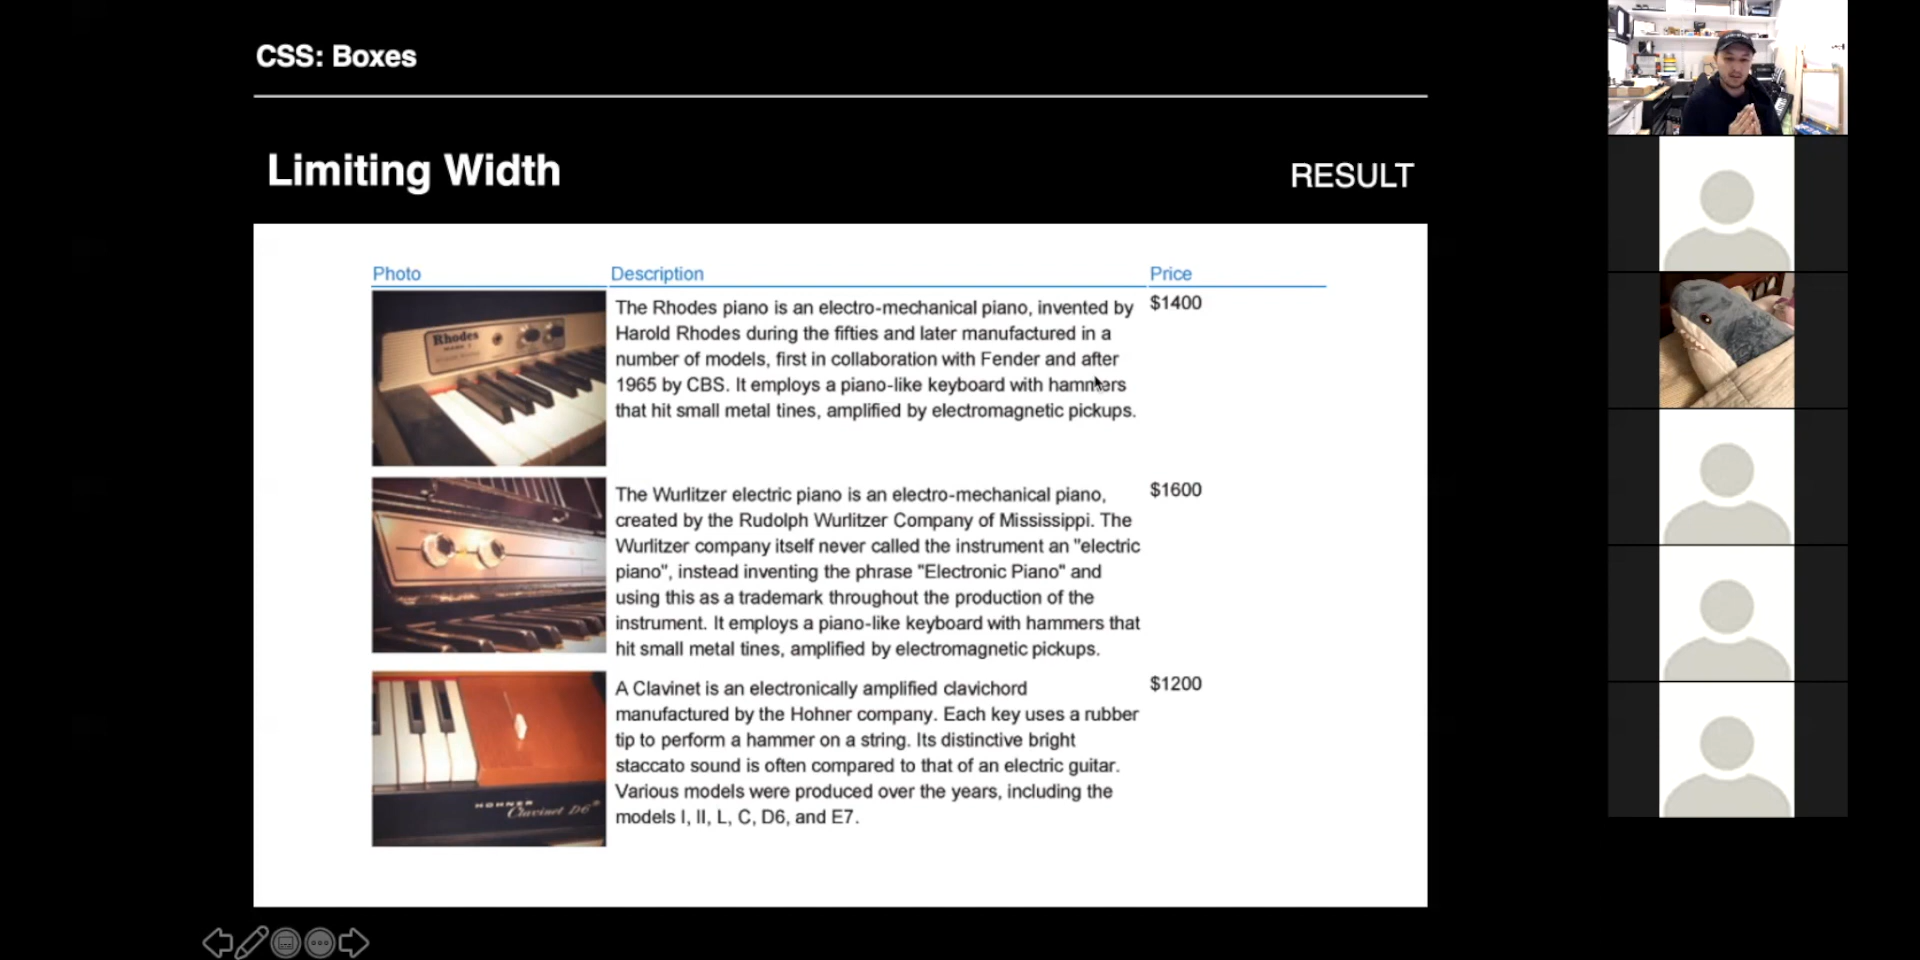 CSS: Boxes
Limiting Width
RESULT
Photo
Description
Price
The Rhodes piano is an electro-mechanical piano, invented by
Harold Rhodes during the fifties and later manufactured in a
number of models, first in collaboration with Fender and after
1965 by CBS. It employs a piano-like keyboard with hammers
that hit small metal tines, amplified by electromagnetic pickups.
$1400
Rhodes
The Wurlitzer electric piano is an electro-mechanical piano,
created by the Rudolph Wurlitzer Company of Mississippi. The
Wurlitzer company itself never called the instrument an "electric
piano", instead inventing the phrase "Electronic Piano" and
using this as a trademark throughout the production of the
instrument. It employs a piano-like keyboard with hammers that
hit small metal tines, amplified by electromagnetic pickups.
$1600
A Clavinet is an electronically amplified clavichord
manufactured by the Hohner company. Each key uses a rubber
tip to perform a hammer on a string. Its distinctive bright
staccato sound is often compared to that of an electric guitar.
Various models were produced over the years, including the
models I, II, L, C, D6, and E7.
$1200
HOHNER
Clavinet D6